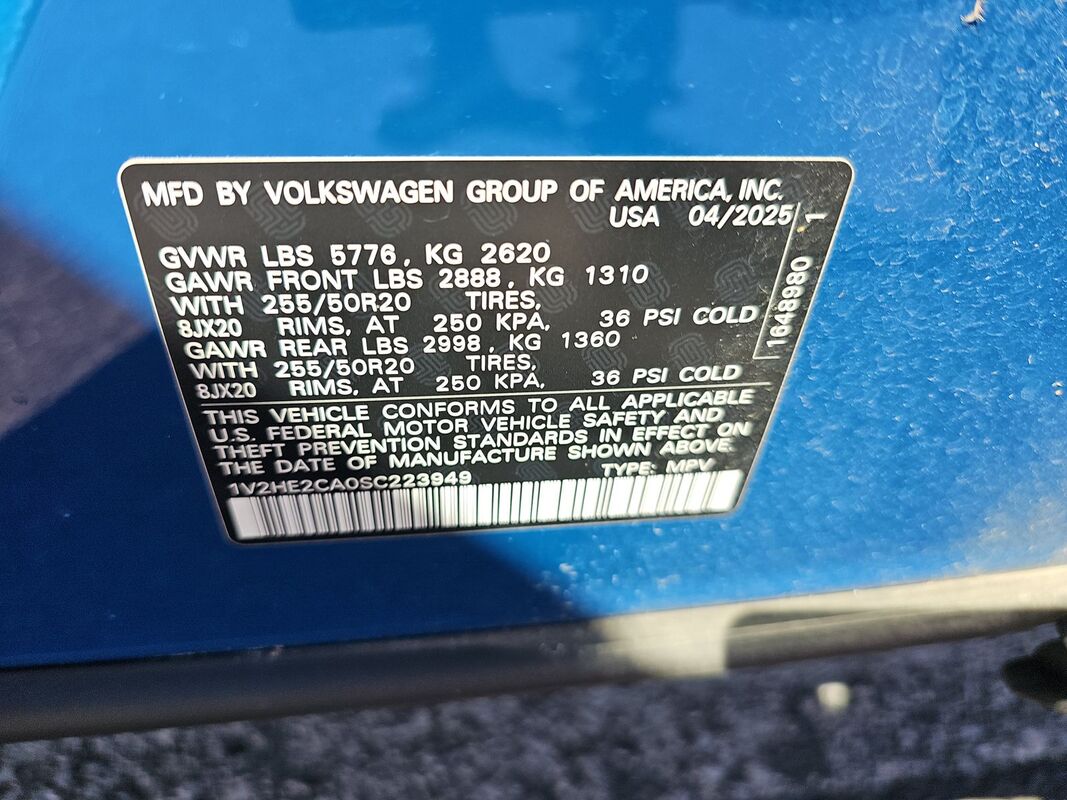 MFD BY VOLKSWAGEN GROUP OF AMERICA, INC.
USA 04/2025
GVWR LBS 5776, KG 2620
GAWR FRONT LBS 2888, KG 1310
WITH 255/50R20 TIRES,
8JX20 RIMS, AT 250 KPA, 36 PSI COLD
GAWR REAR LBS 2998, KG 1360
WITH 255/50R20 TIRES,
8JX20 RIMS, AT 250 KPA, 36 PSI COLD
THIS VEHICLE CONFORMS TO ALL APPLICABLE
U.S. FEDERAL MOTOR VEHICLE SAFETY AND
THEFT PREVENTION STANDARDS IN EFFECT ON
THE DATE OF MANUFACTURE SHOWN ABOVE.
1V2HE2CA0SC223949 TYPE: MPV
1648980 1